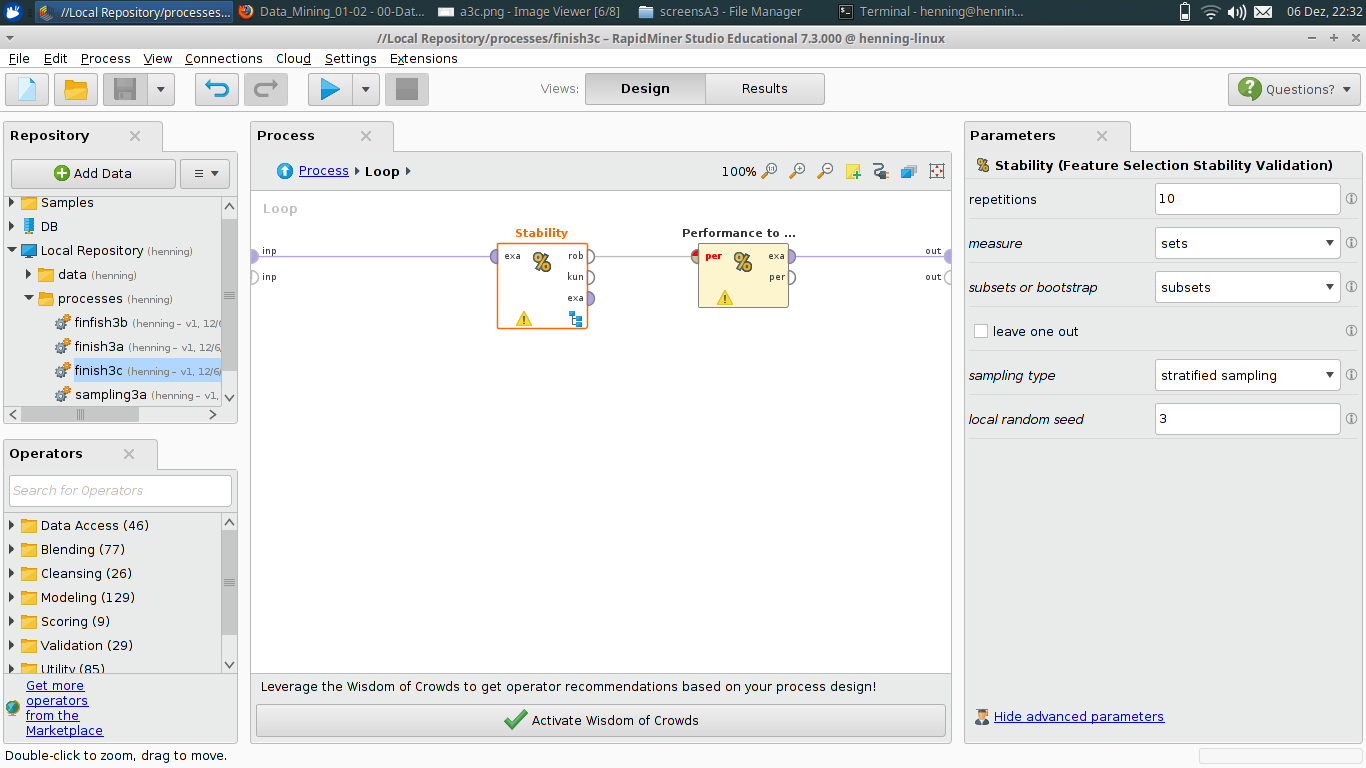 //Local Repository/processes...
Data_Mining_01-02 - 00-Dat...
a3c.png - Image Viewer [6/8]
screensA3 - File Manager
Terminal - henning@hennin...
06 Dez, 22:32
//Local Repository/processes/finish3c – RapidMiner Studio Educational 7.3.000 @ henning-linux
File Edit Process View Connections Cloud Settings Extensions
Views: Design Results
Questions?
Repository
Add Data
Samples
DB
Local Repository (henning)
data (henning)
processes (henning)
finfish3b (henning – v1, 12/6/
finish3a (henning – v1, 12/6/
finish3c (henning – v1, 12/6/
sampling3a (henning – v1,
Operators
Search for Operators
Data Access (46)
Blending (77)
Cleansing (26)
Modeling (129)
Scoring (9)
Validation (29)
Utility (85)
Get more
operators
from the
Marketplace
Process
Process Loop
100%
Loop
inp
inp
Stability
exa rob
kun
exa
Performance to ...
per exa
per
out
out
Leverage the Wisdom of Crowds to get operator recommendations based on your process design!
Activate Wisdom of Crowds
Parameters
Stability (Feature Selection Stability Validation)
repetitions 10
measure sets
subsets or bootstrap subsets
leave one out
sampling type stratified sampling
local random seed 3
Hide advanced parameters
Double-click to zoom, drag to move.